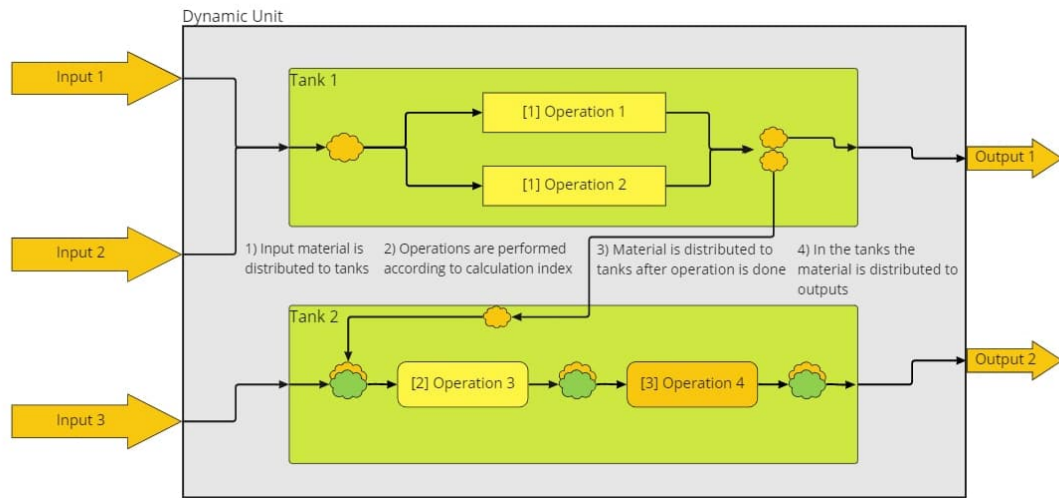 Dynamic Unit
Input 1
Tank 1
[1] Operation 1
Output 1
[1] Operation 2
Input 2
1) Input material is
distributed to tanks
2) Operations are performed
according to calculation index
3) Material is distributed to
tanks after operation is done
4) In the tanks the
material is distributed to
outputs
Tank 2
Output 2
[2] Operation 3
[3] Operation 4
Input 3